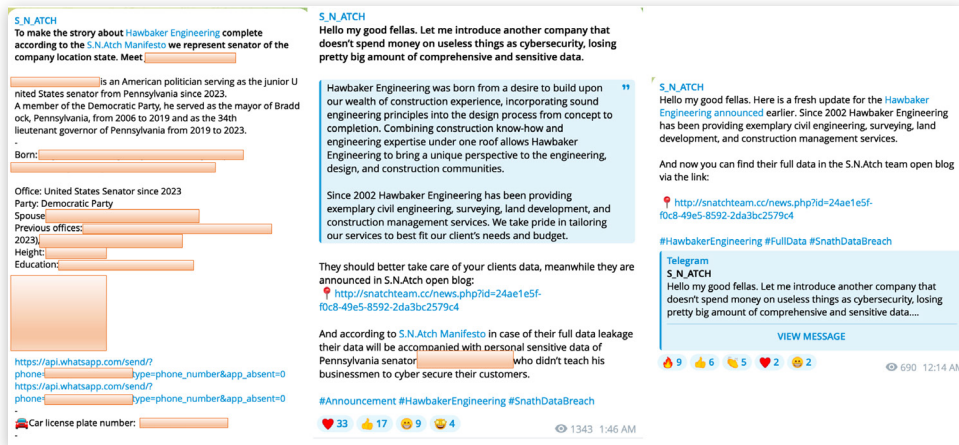 S_N_ATCH
To make the strory about Hawbaker Engineering complete
according to the S.N.Atch Manifesto we represent senator of the
company location state. Meet
is an American politician serving as the junior U
nited States senator from Pennsylvania since 2023.
A member of the Democratic Party, he served as the mayor of Bradd
ock, Pennsylvania, from 2006 to 2019 and as the 34th
lieutenant governor of Pennsylvania from 2019 to 2023.
-
Born:
Office: United States Senator since 2023
Party: Democratic Party
Spouse
Previous offices:
2023),
Height:
Education:
https://api.whatsapp.com/send/?
phone= type=phone_number&app_absent=0
https://api.whatsapp.com/send/?
phone= type=phone_number&app_absent=0
-
Car license plate number:
-
S_N_ATCH
Hello my good fellas. Let me introduce another company that
doesn't spend money on useless things as cybersecurity, losing
pretty big amount of comprehensive and sensitive data.
Hawbaker Engineering was born from a desire to build upon
our wealth of construction experience, incorporating sound
engineering principles into the design process from concept to
completion. Combining construction know-how and
engineering expertise under one roof allows Hawbaker
Engineering to bring a unique perspective to the engineering,
design, and construction communities.
Since 2002 Hawbaker Engineering has been providing
exemplary civil engineering, surveying, land development, and
construction management services. We take pride in tailoring
our services to best fit our client's needs and budget.
They should better take care of your clients data, meanwhile they are
announced in S.N.Atch open blog:
http://snatchteam.cc/news.php?id=24ae1e5f-
f0c8-49e5-8592-2da3bc2579c4
And according to S.N.Atch Manifesto in case of their full data leakage
their data will be accompanied with personal sensitive data of
Pennsylvania senator who didn't teach his
businessmen to cyber secure their customers.
#Announcement #HawbakerEngineering #SnathDataBreach
33 17 9 4
1343 1:46 AM
S_N_ATCH
Hello my good fellas. Here is a fresh update for the Hawbaker
Engineering announced earlier. Since 2002 Hawbaker Engineering
has been providing exemplary civil engineering, surveying, land
development, and construction management services.
And now you can find their full data in the S.N.Atch team open blog
via the link:
http://snatchteam.cc/news.php?id=24ae1e5f-
f0c8-49e5-8592-2da3bc2579c4
#HawbakerEngineering #FullData #SnathDataBreach
Telegram
S_N_ATCH
Hello my good fellas. Let me introduce another company that
doesn't spend money on useless things as cybersecurity, losing
pretty big amount of comprehensive and sensitive data....
VIEW MESSAGE
9 6 5 2 2
690 12:14 AM